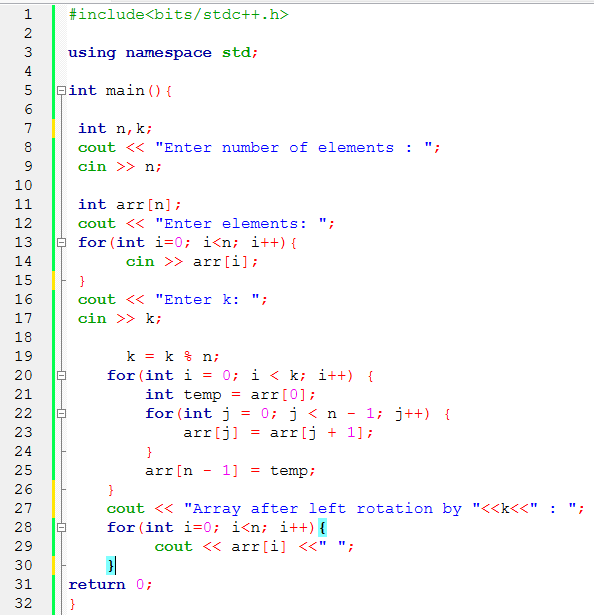 1 #include<bits/stdc++.h>
2
3 using namespace std;
4
5 int main(){
6
7 int n,k;
8 cout << "Enter number of elements : ";
9 cin >> n;
10
11 int arr[n];
12 cout << "Enter elements: ";
13 for(int i=0; i<n; i++){
14 cin >> arr[i];
15 }
16 cout << "Enter k: ";
17 cin >> k;
18
19 k = k % n;
20 for(int i = 0; i < k; i++) {
21 int temp = arr[0];
22 for(int j = 0; j < n - 1; j++) {
23 arr[j] = arr[j + 1];
24 }
25 arr[n - 1] = temp;
26 }
27 cout << "Array after left rotation by "<<k<<" : ";
28 for(int i=0; i<n; i++){
29 cout << arr[i] <<" ";
30 }
31 return 0;
32 }